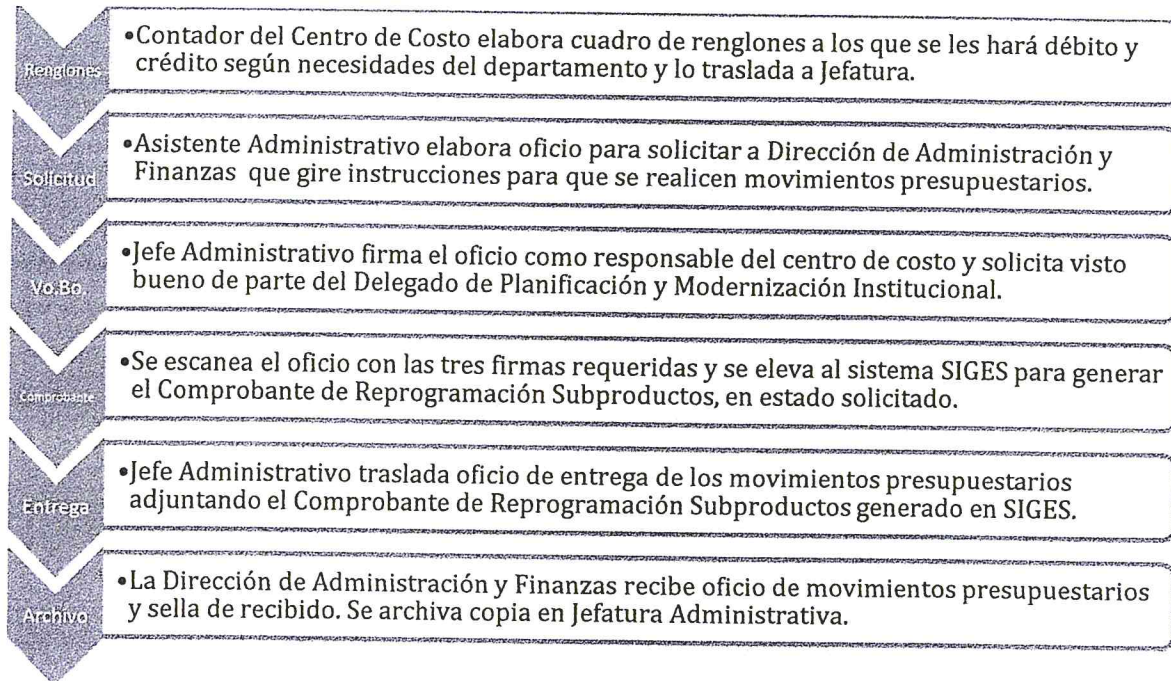 Renglones
•Contador del Centro de Costo elabora cuadro de renglones a los que se les hará débito y
crédito según necesidades del departamento y lo traslada a Jefatura.
Solicitud
•Asistente Administrativo elabora oficio para solicitar a Dirección de Administración y
Finanzas que gire instrucciones para que se realicen movimientos presupuestarios.
Vo.Bo.
•Jefe Administrativo firma el oficio como responsable del centro de costo y solicita visto
bueno de parte del Delegado de Planificación y Modernización Institucional.
Comprobante
•Se escanea el oficio con las tres firmas requeridas y se eleva al sistema SIGES para generar
el Comprobante de Reprogramación Subproductos, en estado solicitado.
Entrega
•Jefe Administrativo traslada oficio de entrega de los movimientos presupuestarios
adjuntando el Comprobante de Reprogramación Subproductos generado en SIGES.
Archivo
•La Dirección de Administración y Finanzas recibe oficio de movimientos presupuestarios
y sella de recibido. Se archiva copia en Jefatura Administrativa.